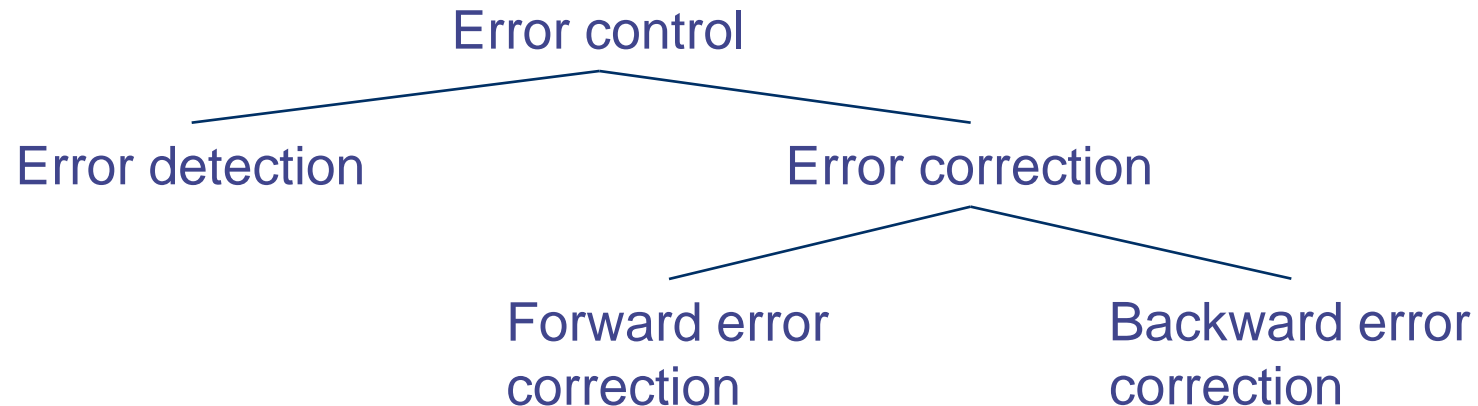 Error control
Error detection
Error correction
Forward error
correction
Backward error
correction